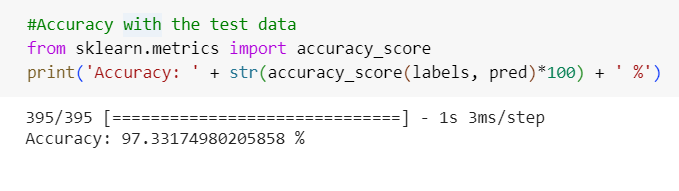 #Accuracy with the test data
from sklearn.metrics import accuracy_score
print('Accuracy: ' + str(accuracy_score(labels, pred)*100) + ' %')
395/395 [==============================] - 1s 3ms/step
Accuracy: 97.33174980205858 %